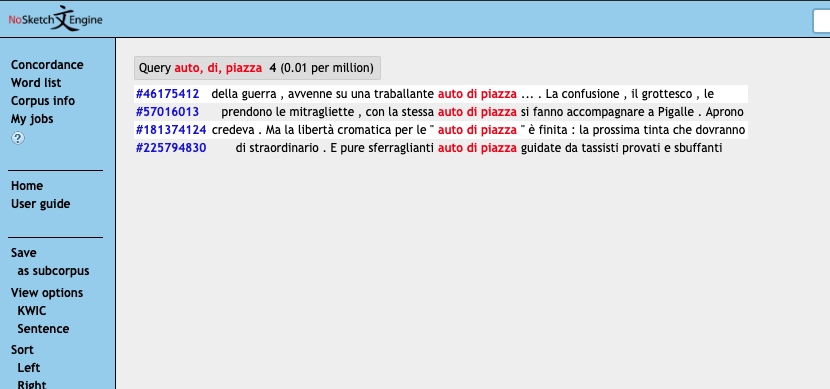 NoSketch Engine
Concordance
Word list
Corpus info
My jobs
?
Home
User guide
Save
as subcorpus
View options
KWIC
Sentence
Sort
Left
Right
Query auto, di, piazza 4 (0.01 per million)
#46175412 della guerra , avvenne su una traballante auto di piazza ... . La confusione , il grottesco , le
#57016013 prendono le mitragliette , con la stessa auto di piazza si fanno accompagnare a Pigalle . Aprono
#181374124 credeva . Ma la libertà cromatica per le " auto di piazza " è finita : la prossima tinta che dovranno
#225794830 di straordinario . E pure sferraglianti auto di piazza guidate da tassisti provati e sbuffanti